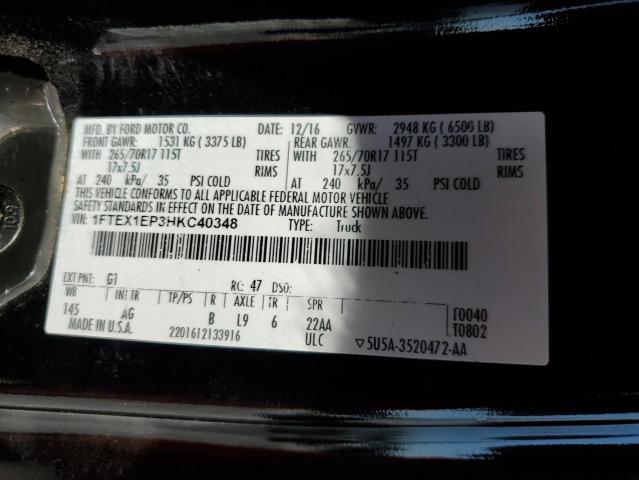 MFD. BY FORD MOTOR CO. DATE: 12/16 GVWR: 2948 KG ( 6500 LB)
FRONT GAWR: 1531 KG ( 3375 LB) REAR GAWR: 1497 KG ( 3300 LB)
WITH 265/70R17 115T TIRES WITH 265/70R17 115T TIRES
17x7.5J RIMS 17x7.5J RIMS
AT 240 kPa/ 35 PSI COLD AT 240 kPa/ 35 PSI COLD
THIS VEHICLE CONFORMS TO ALL APPLICABLE FEDERAL MOTOR VEHICLE
SAFETY STANDARDS IN EFFECT ON THE DATE OF MANUFACTURE SHOWN ABOVE.
VIN: 1FTEX1EP3HKC40348 TYPE: Truck
EXT PNT: G1 RC: 47 DSO:
WB INT TR TP/PS R AXLE TR SPR
145 AG B L9 6 22AA T0040
MADE IN U.S.A. 2201612133916 ULC T0802
▽5U5A-3520472-AA